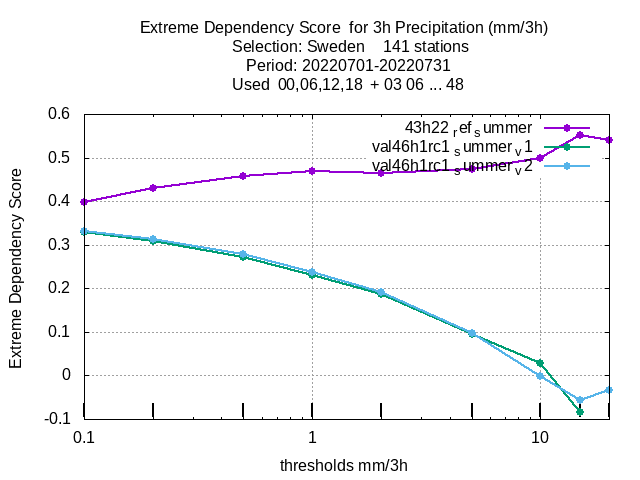 Extreme Dependency Score  for 3h Precipitation (mm/3h)
Selection: Sweden    141 stations
Period: 20220701-20220731
Used  00,06,12,18  + 03 06 ... 48
0.6
43h22 ref summer
val46h1rc1 summer v1
0.5
val46h1rc1 summer v2
0.4
0.3
0.2
0.1
0
-0.1
Extreme Dependency Score
0.1 1 10
thresholds mm/3h